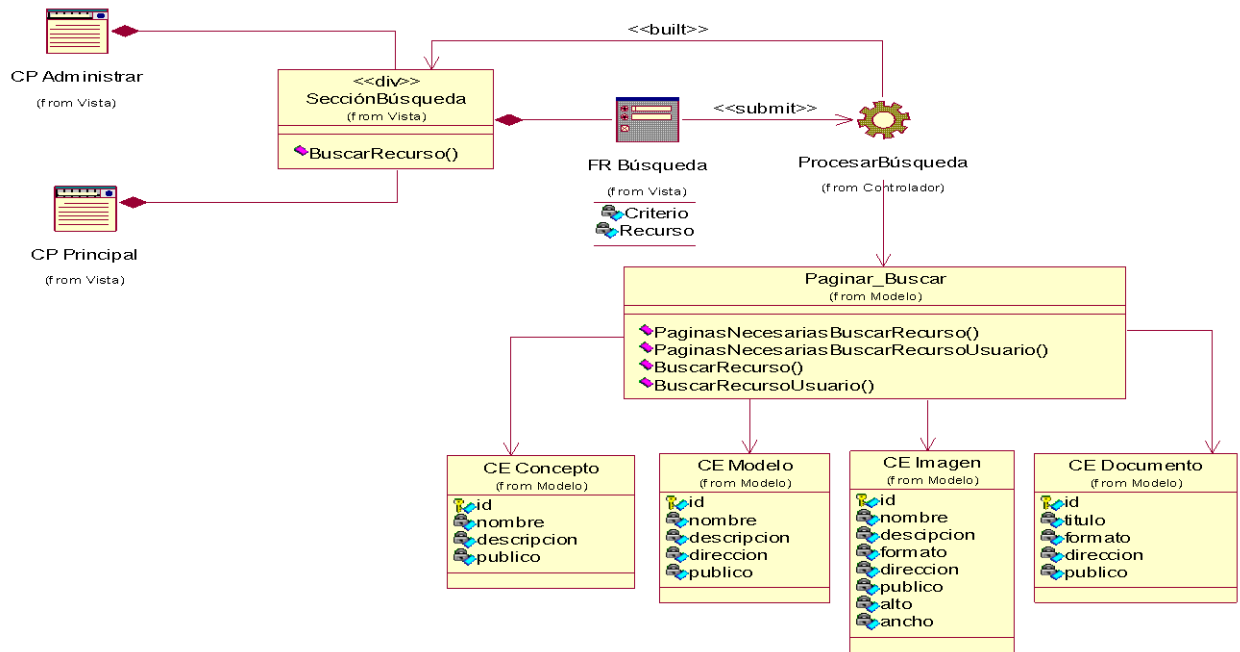 <<built>>
CP Administrar
(from Vista)
<<div>>
SecciónBúsqueda
(from Vista)
BuscarRecurso()
<<submit>>
FR Búsqueda
(from Vista)
Criterio
Recurso
ProcesarBúsqueda
(from Controlador)
CP Principal
(from Vista)
Paginar_Buscar
(from Modelo)
PaginasNecesariasBuscarRecurso()
PaginasNecesariasBuscarRecursoUsuario()
BuscarRecurso()
BuscarRecursoUsuario()
CE Concepto
(from Modelo)
id
nombre
descripcion
publico
CE Modelo
(from Modelo)
id
nombre
descripcion
direccion
publico
CE Imagen
(from Modelo)
id
nombre
descipcion
formato
direccion
publico
alto
ancho
CE Documento
(from Modelo)
id
titulo
formato
direccion
publico